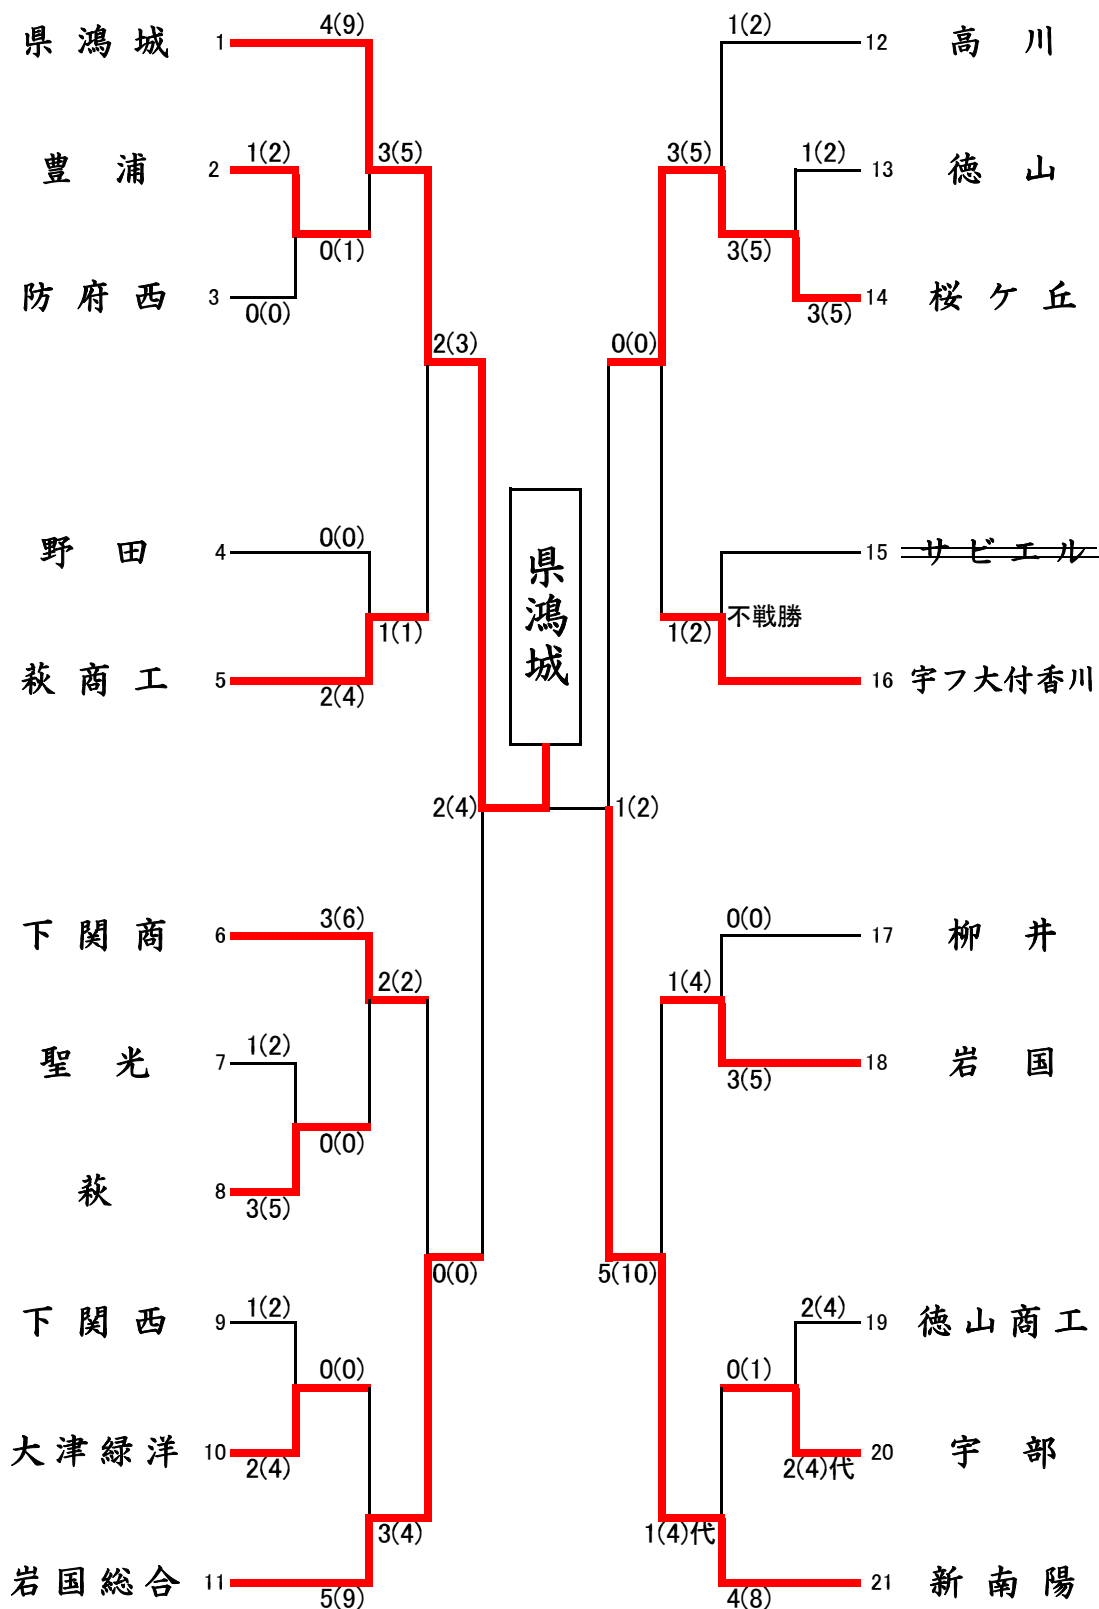 県鴻城 1 4(9)
豊浦 2 1(2) 3(5)
0(1)
防府西 3 0(0)
2(3)
野田 4 0(0)
1(1)
萩商工 5 2(4)
2(4)
下関商 6 3(6)
2(2)
聖光 7 1(2)
0(0)
萩 8 3(5)
0(0)
下関西 9 1(2)
0(0)
大津緑洋 10 2(4)
3(4)
岩国総合 11 5(9)
県鴻城
1(2) 12 高川
3(5) 1(2) 13 徳山
3(5)
3(5) 14 桜ケ丘
0(0)
15 サビエル
1(2) 不戦勝
16 宇フ大付香川
1(2)
0(0) 17 柳井
1(4)
3(5) 18 岩国
5(10)
2(4) 19 徳山商工
0(1)
2(4)代 20 宇部
1(4)代
4(8) 21 新南陽